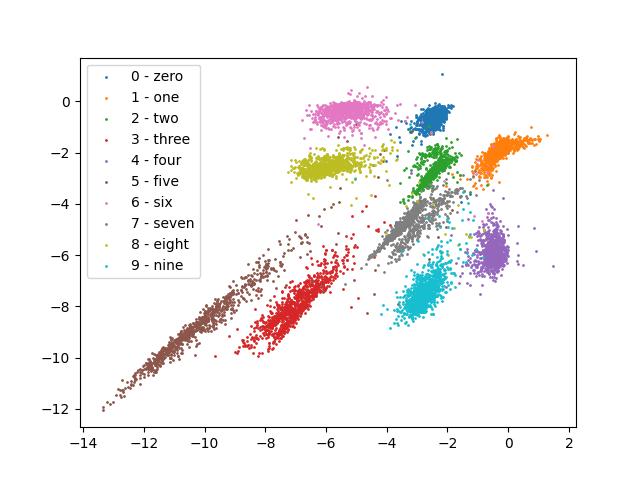 0 - zero
1 - one
2 - two
3 - three
4 - four
5 - five
6 - six
7 - seven
8 - eight
9 - nine
0
−2
−4
−6
−8
−10
−12
−14 −12 −10 −8 −6 −4 −2 0 2